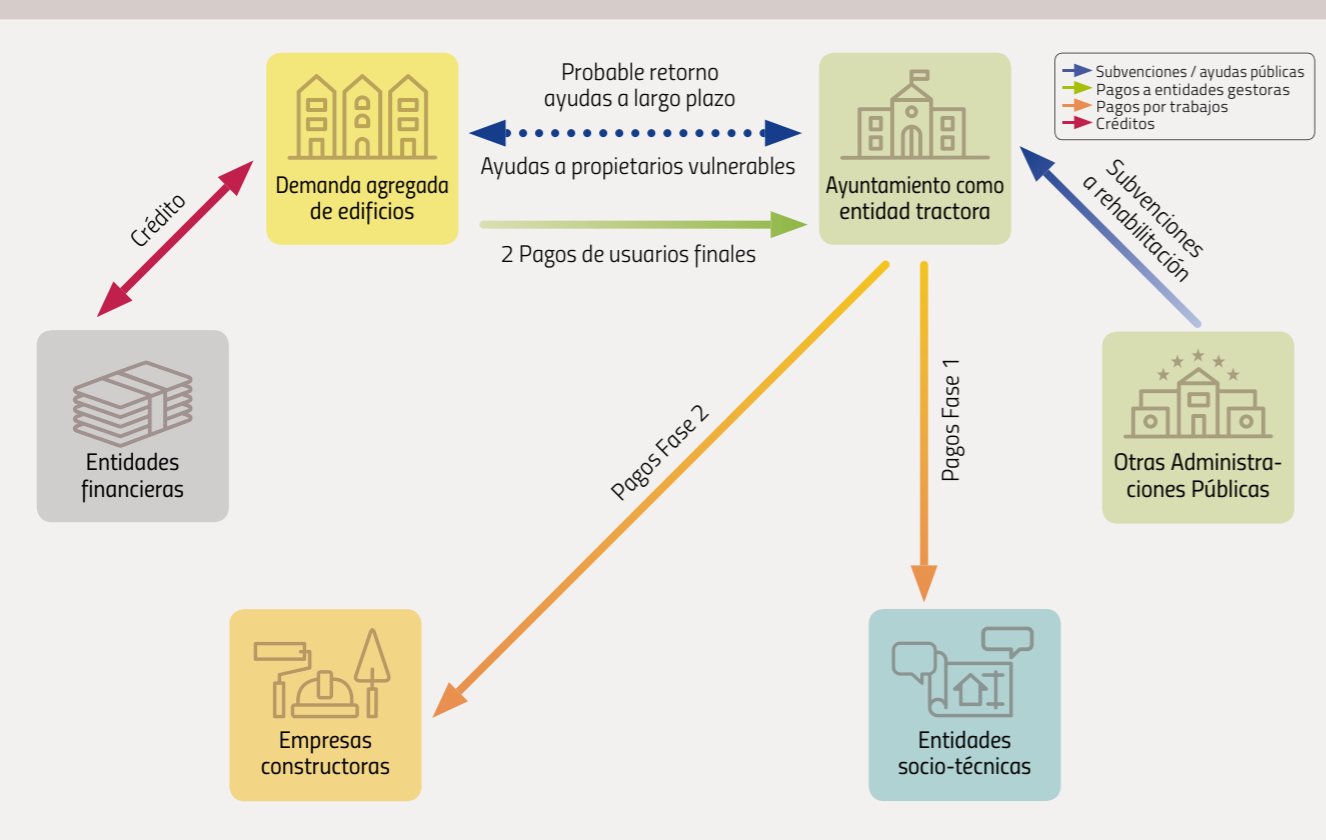 Probable retorno
ayudas a largo plazo
Subvenciones / ayudas públicas
Pagos a entidades gestoras
Pagos por trabajos
Créditos
Ayudas a propietarios vulnerables
Demanda agregada
de edificios
Ayuntamiento como
entidad tractora
Crédito
Subvenciones
a rehabilitación
2 Pagos de usuarios finales
Pagos Fase 2
Pagos Fase 1
Entidades
financieras
Otras Administra-
ciones Públicas
Empresas
constructoras
Entidades
socio-técnicas